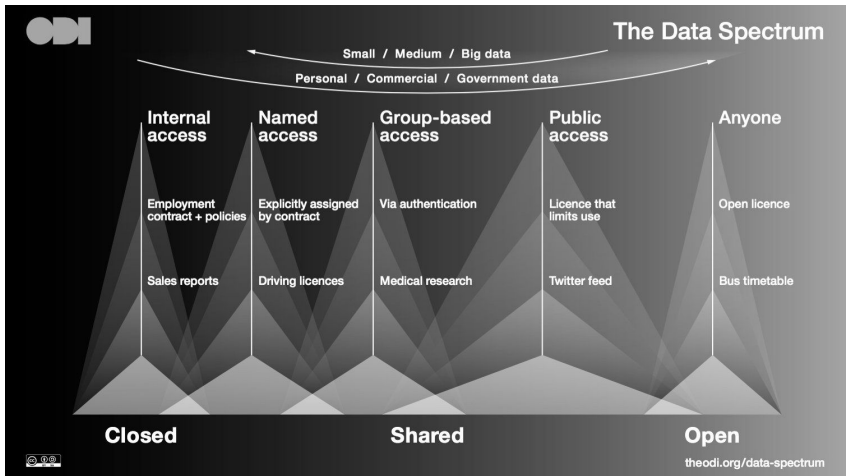 ODI
The Data Spectrum
Small / Medium / Big data
Personal / Commercial / Government data
Internal
access
Named
access
Group-based
access
Public
access
Anyone
Employment
contract + policies
Explicitly assigned
by contract
Via authentication
Licence that
limits use
Open licence
Sales reports
Driving licences
Medical research
Twitter feed
Bus timetable
Closed
Shared
Open
theodi.org/data-spectrum